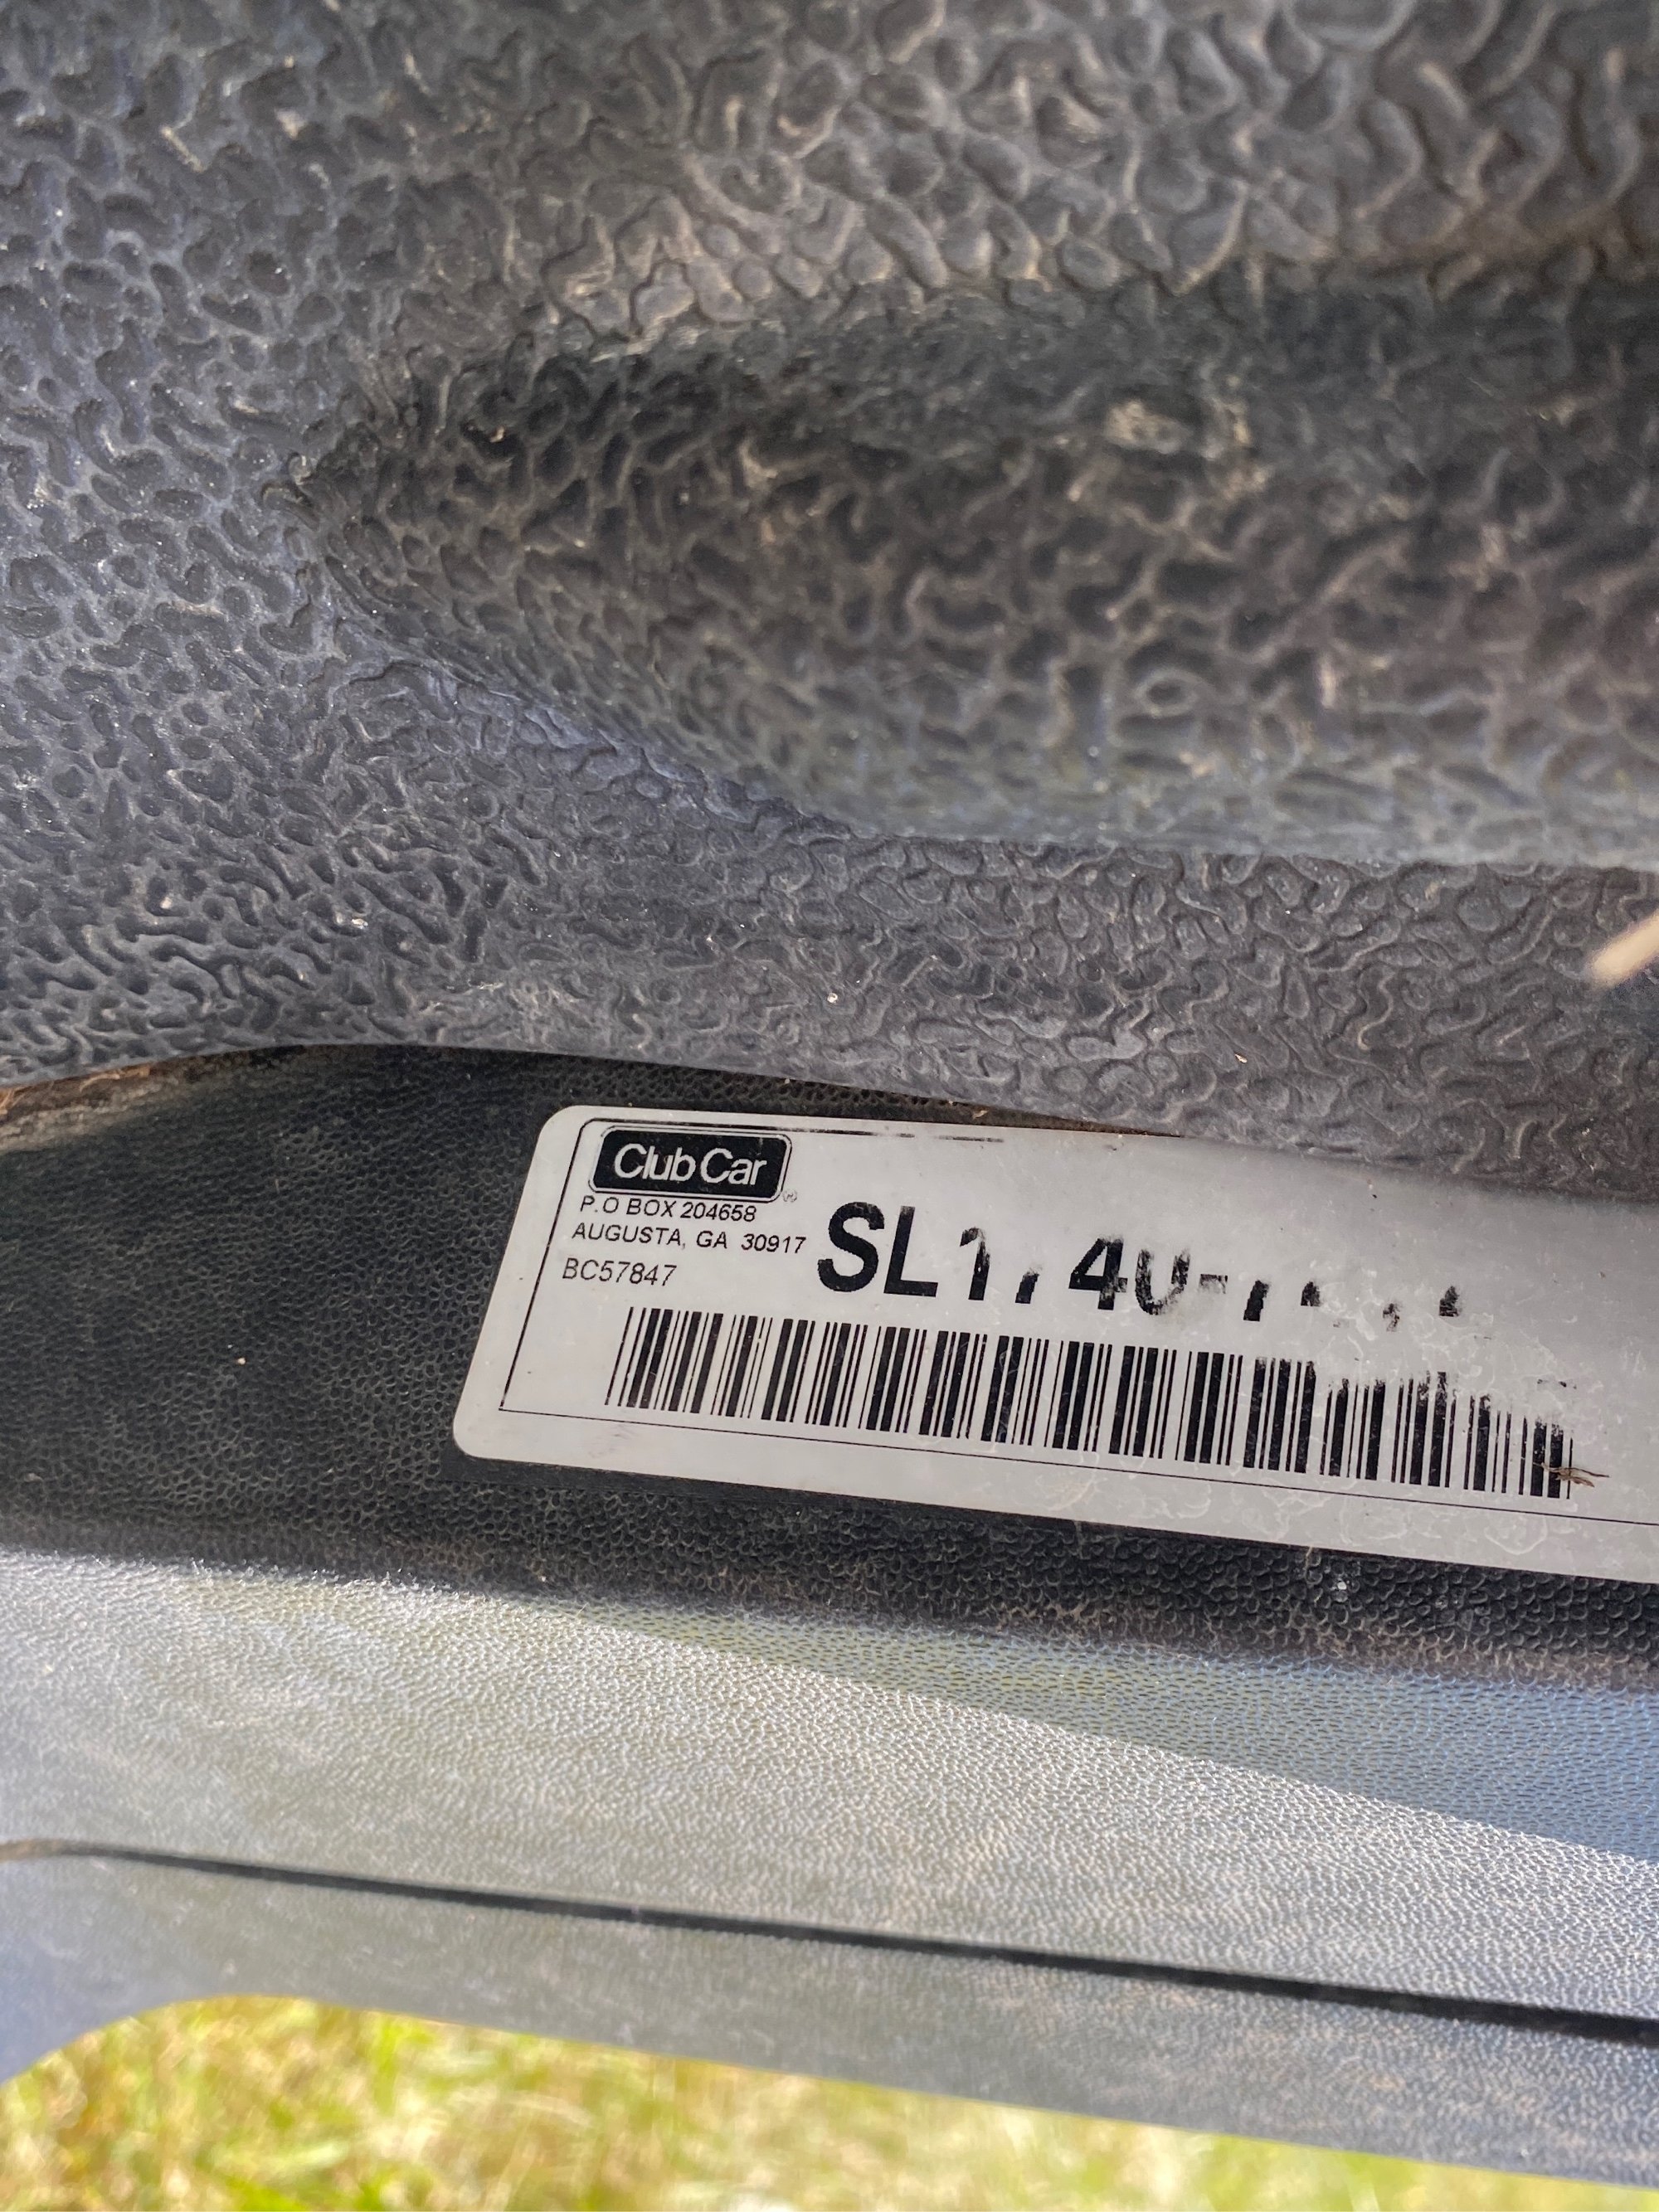 Club Car
®
P.O BOX 204658
AUGUSTA, GA 30917
BC57847